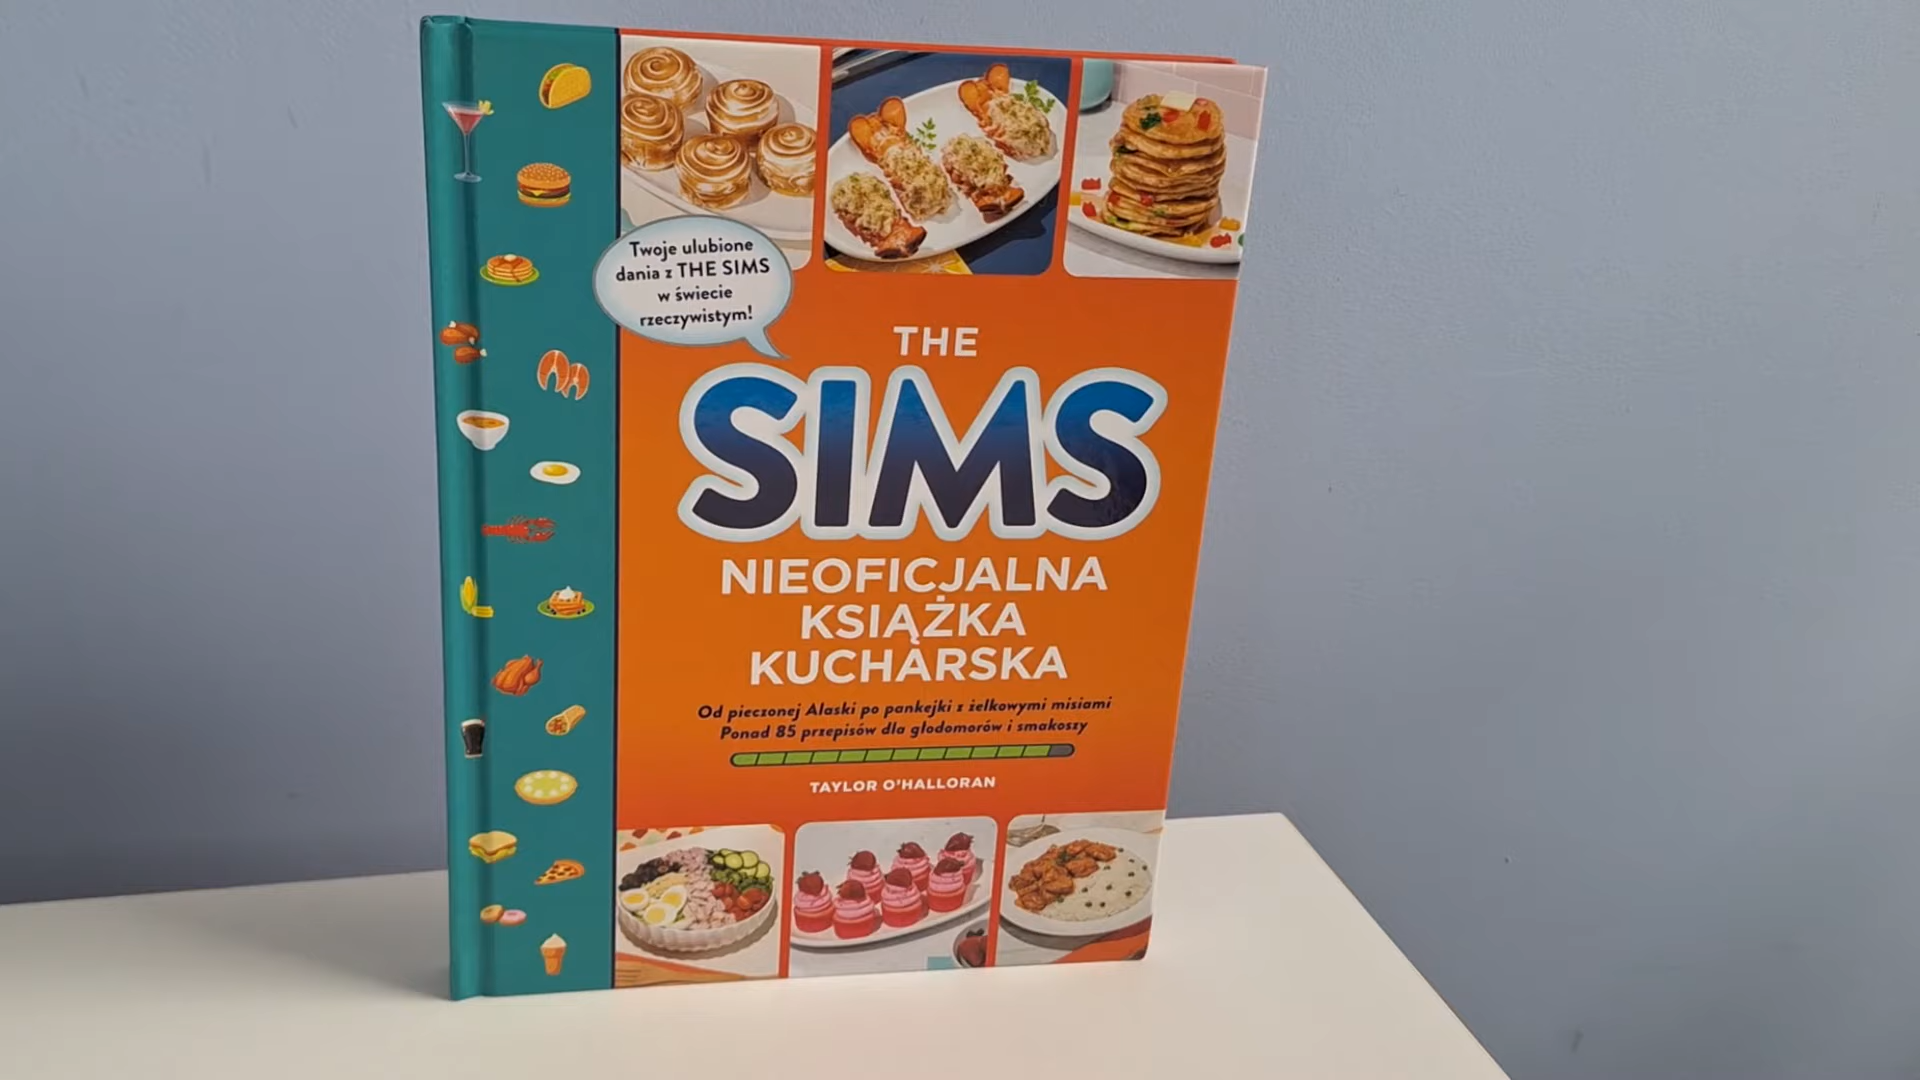 Twoje ulubione
dania z THE SIMS
w świecie
rzeczywistym!
THE
SIMS
NIEOFICJALNA
KSIĄŻKA
KUCHARSKA
Od pieczonej Alaski po pankejki z żelkowymi misiami
Ponad 85 przepisów dla głodomorów i smakoszy
TAYLOR O'HALLORAN